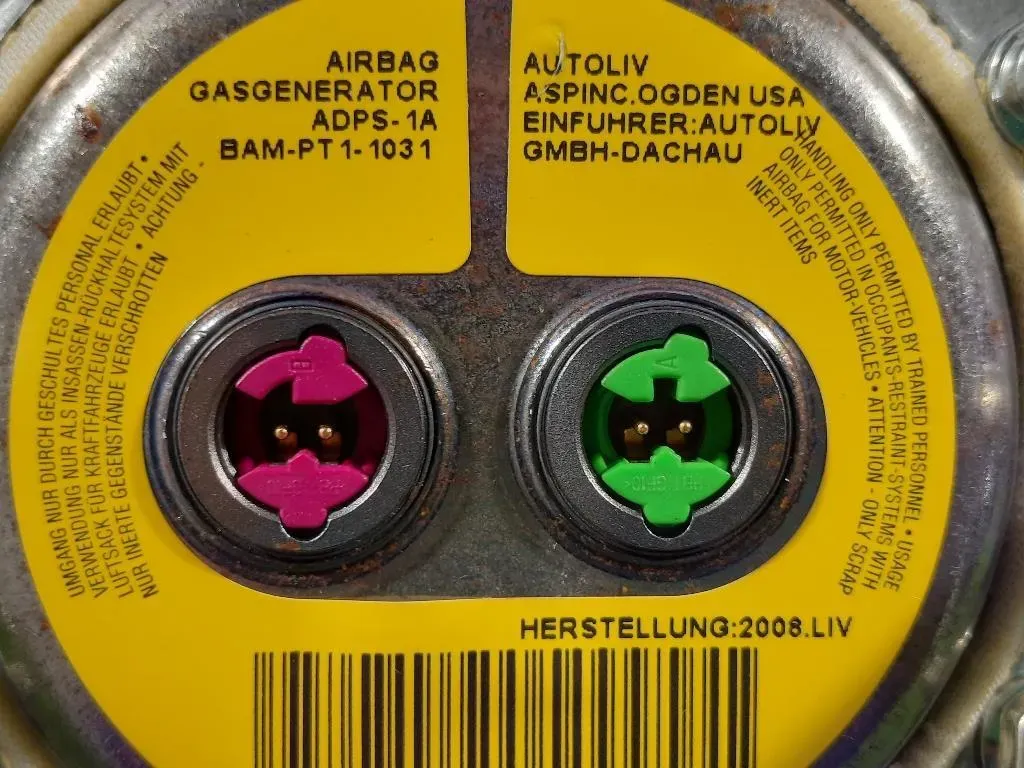 AIRBAG
GASGENERATOR
ADPS-1A
BAM-PT1-1031
AUTOLIV
ASPINC.OGDEN USA
EINFUHRER:AUTOLIV
GMBH-DACHAU
UMGANG NUR DURCH GESCHULTES PERSONAL ERLAUBT •
VERWENDUNG NUR ALS INSASSEN-RÜCKHALTESYSTEM MIT
LUFTSACK FÜR KRAFTFAHRZEUGE ERLAUBT • ACHTUNG -
NUR INERTE GEGENSTÄNDE VERSCHROTTEN
HANDLING ONLY PERMITTED BY TRAINED PERSONNEL • USAGE
ONLY PERMITTED IN OCCUPANTS-RESTRAINT-SYSTEMS WITH
AIRBAG FOR MOTOR-VEHICLES • ATTENTION - ONLY SCRAP
INERT ITEMS
B
A
HERSTELLUNG:2008.LIV